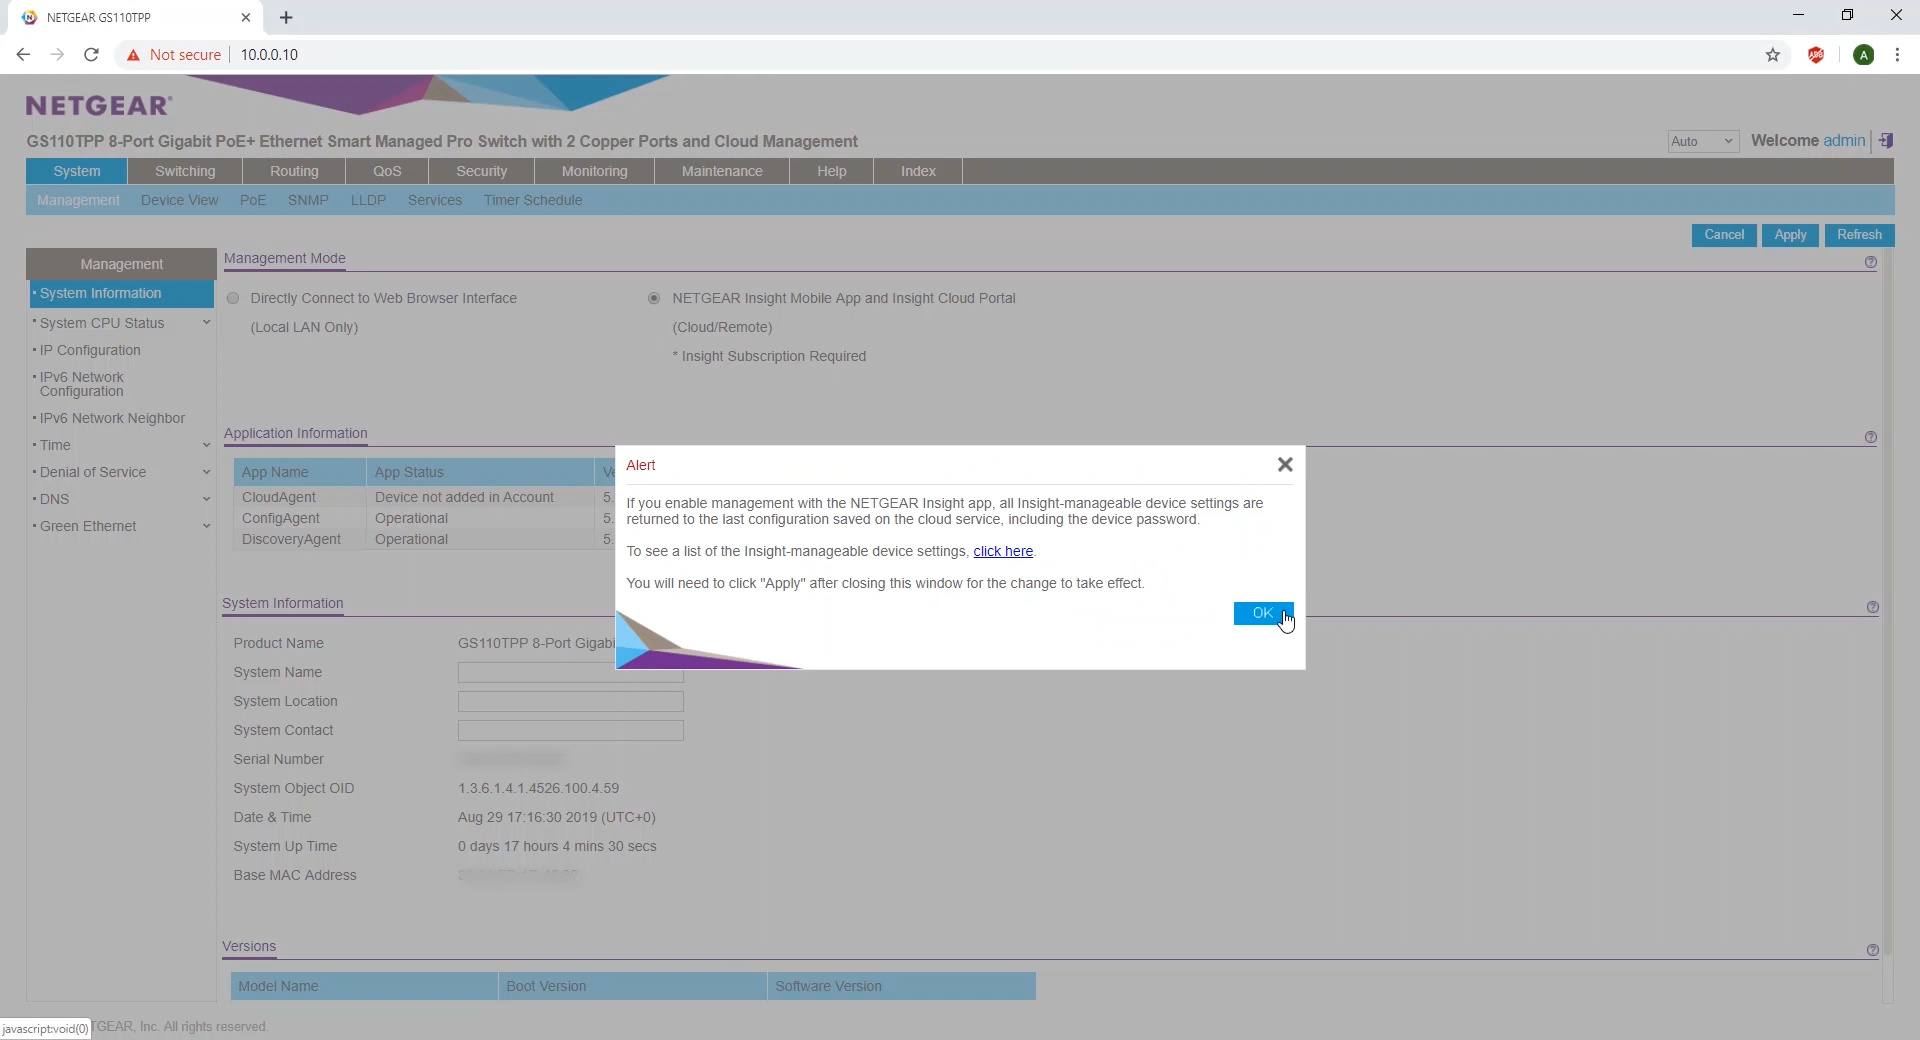 NETGEAR GS110TPP
Not secure
10.0.0.10
A
NETGEAR
GS110TPP 8-Port Gigabit PoE+ Ethernet Smart Managed Pro Switch with 2 Copper Ports and Cloud Management
Auto
Welcome admin
System
Switching
Routing
QoS
Security
Monitoring
Maintenance
Help
Index
Management
Device View
PoE
SNMP
LLDP
Services
Timer Schedule
Cancel
Apply
Refresh
Management
System Information
System CPU Status
IP Configuration
IPv6 Network
Configuration
IPv6 Network Neighbor
Time
Denial of Service
DNS
Green Ethernet
Management Mode
Directly Connect to Web Browser Interface
(Local LAN Only)
NETGEAR Insight Mobile App and Insight Cloud Portal
(Cloud/Remote)
* Insight Subscription Required
Application Information
App Name
App Status
CloudAgent
Device not added in Account
5.
ConfigAgent
Operational
5.
DiscoveryAgent
Operational
5.
Alert
If you enable management with the NETGEAR Insight app, all Insight-manageable device settings are
returned to the last configuration saved on the cloud service, including the device password.
To see a list of the Insight-manageable device settings, click here.
You will need to click "Apply" after closing this window for the change to take effect.
OK
System Information
Product Name
GS110TPP 8-Port Gigabi
System Name
System Location
System Contact
Serial Number
System Object OID
1.3.6.1.4.1.4526.100.4.59
Date & Time
Aug 29 17:16:30 2019 (UTC+0)
System Up Time
0 days 17 hours 4 mins 30 secs
Base MAC Address
Versions
Model Name
Boot Version
Software Version
javascript:void(0)
TGEAR, Inc. All rights reserved.